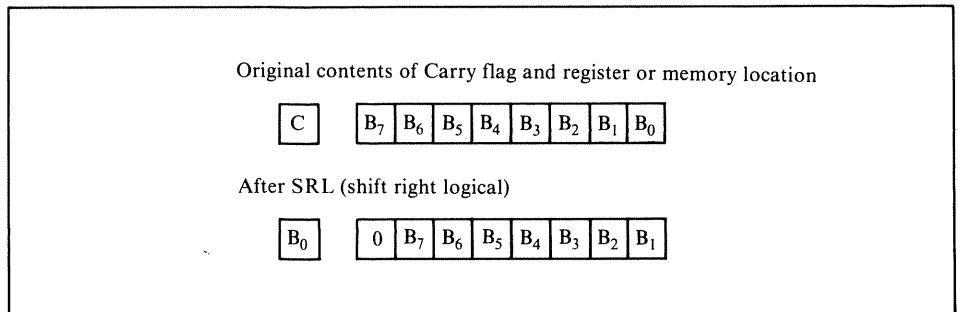 Original contents of Carry flag and register or memory location
C B₇ B₆ B₅ B₄ B₃ B₂ B₁ B₀
After SRL (shift right logical)
B₀ 0 B₇ B₆ B₅ B₄ B₃ B₂ B₁